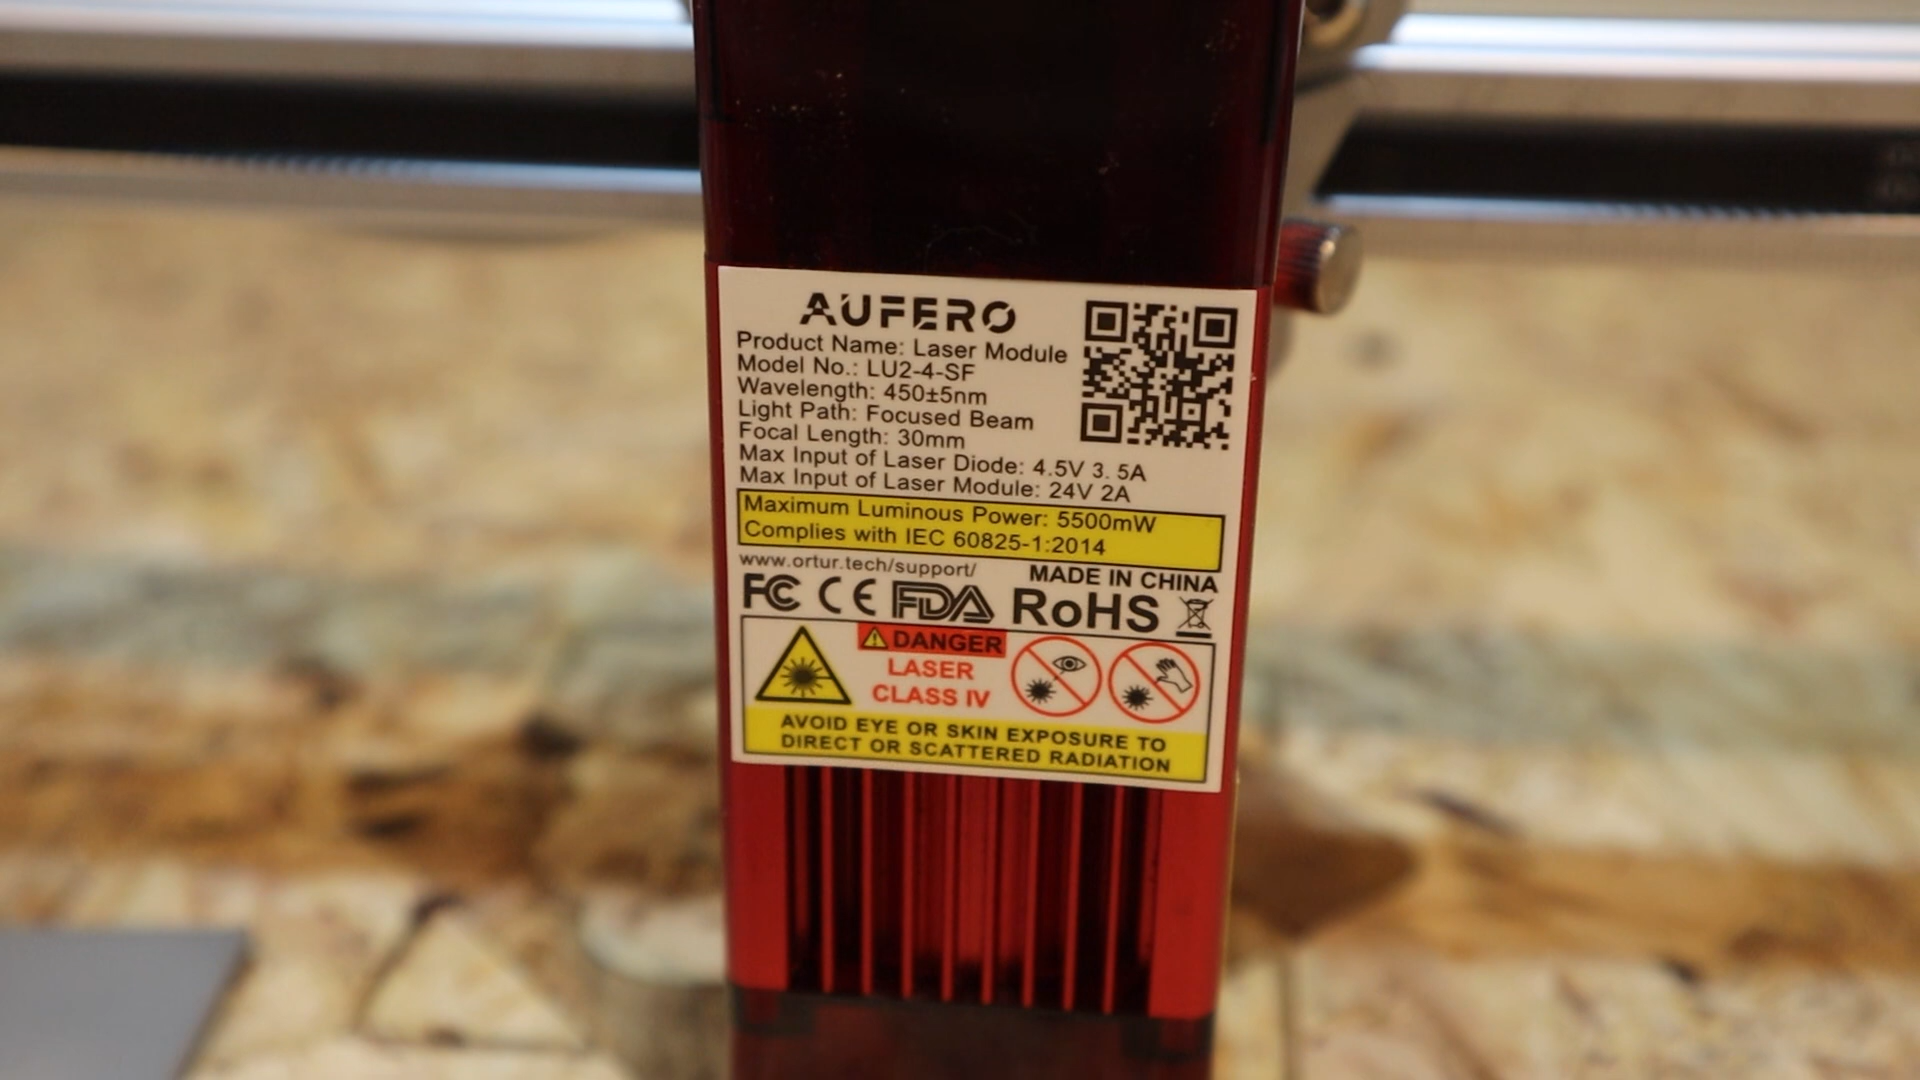 AUFERO
Product Name: Laser Module
Model No.: LU2-4-SF
Wavelength: 450±5nm
Light Path: Focused Beam
Focal Length: 30mm
Max Input of Laser Diode: 4.5V 3. 5A
Max Input of Laser Module: 24V 2A
Maximum Luminous Power: 5500mW
Complies with IEC 60825-1:2014
www.ortur.tech/support/
MADE IN CHINA
FC CE FDA RoHS
DANGER
LASER
CLASS IV
AVOID EYE OR SKIN EXPOSURE TO
DIRECT OR SCATTERED RADIATION